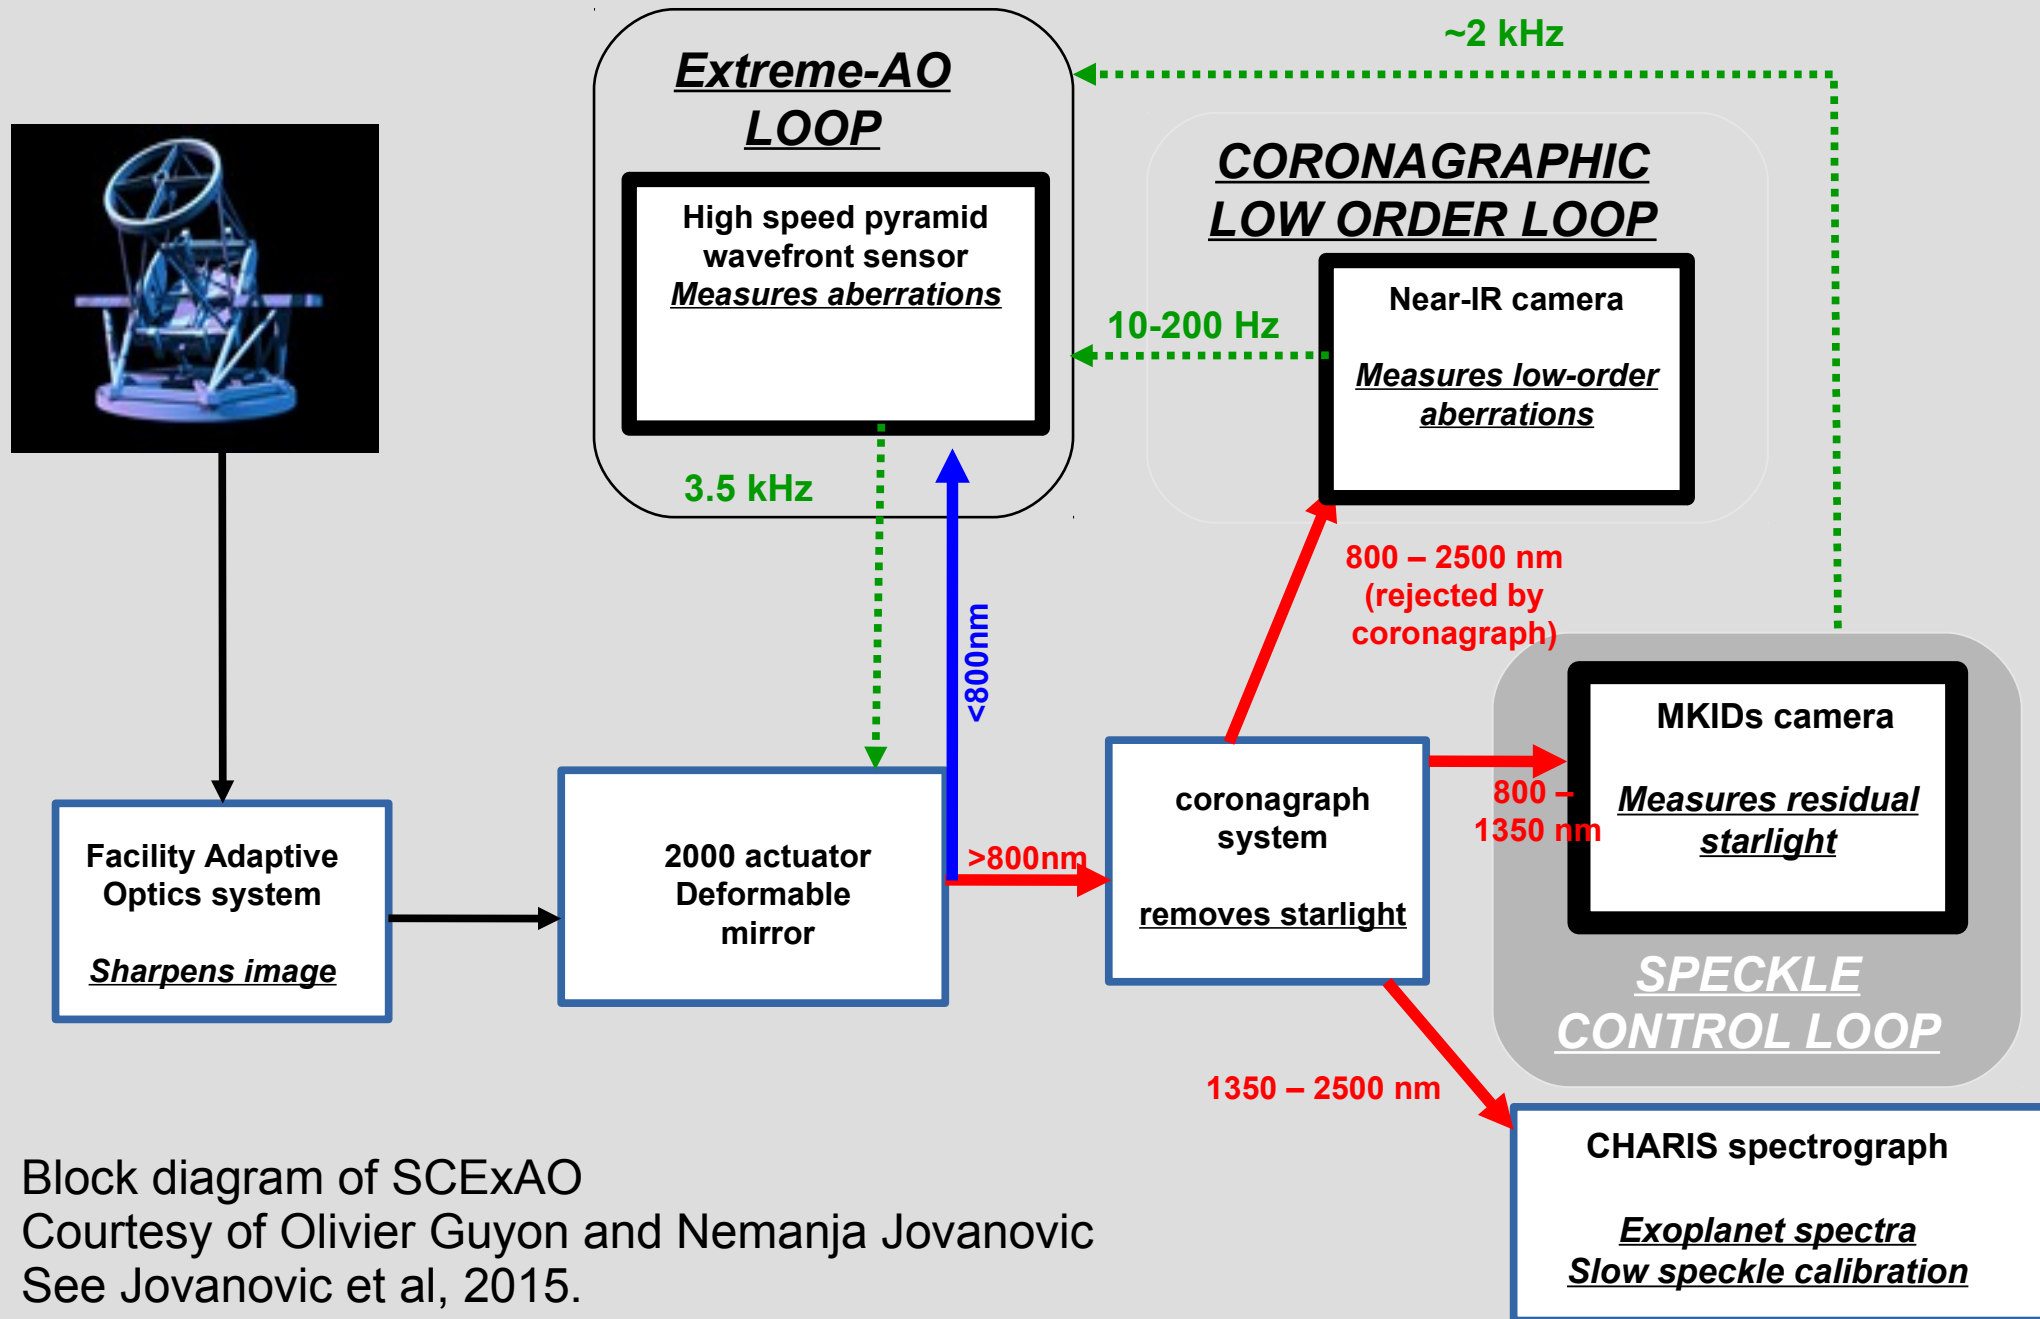 ~2 kHz
Extreme-AO
LOOP
High speed pyramid
wavefront sensor
Measures aberrations
CORONAGRAPHIC
LOW ORDER LOOP
Near-IR camera
Measures low-order
aberrations
10-200 Hz
3.5 kHz
<800nm
800 – 2500 nm
(rejected by
coronagraph)
MKIDs camera
Measures residual
starlight
800 –
1350 nm
SPECKLE
CONTROL LOOP
Facility Adaptive
Optics system
Sharpens image
2000 actuator
Deformable
mirror
>800nm
coronagraph
system
removes starlight
1350 – 2500 nm
CHARIS spectrograph
Exoplanet spectra
Slow speckle calibration
Block diagram of SCExAO
Courtesy of Olivier Guyon and Nemanja Jovanovic
See Jovanovic et al, 2015.